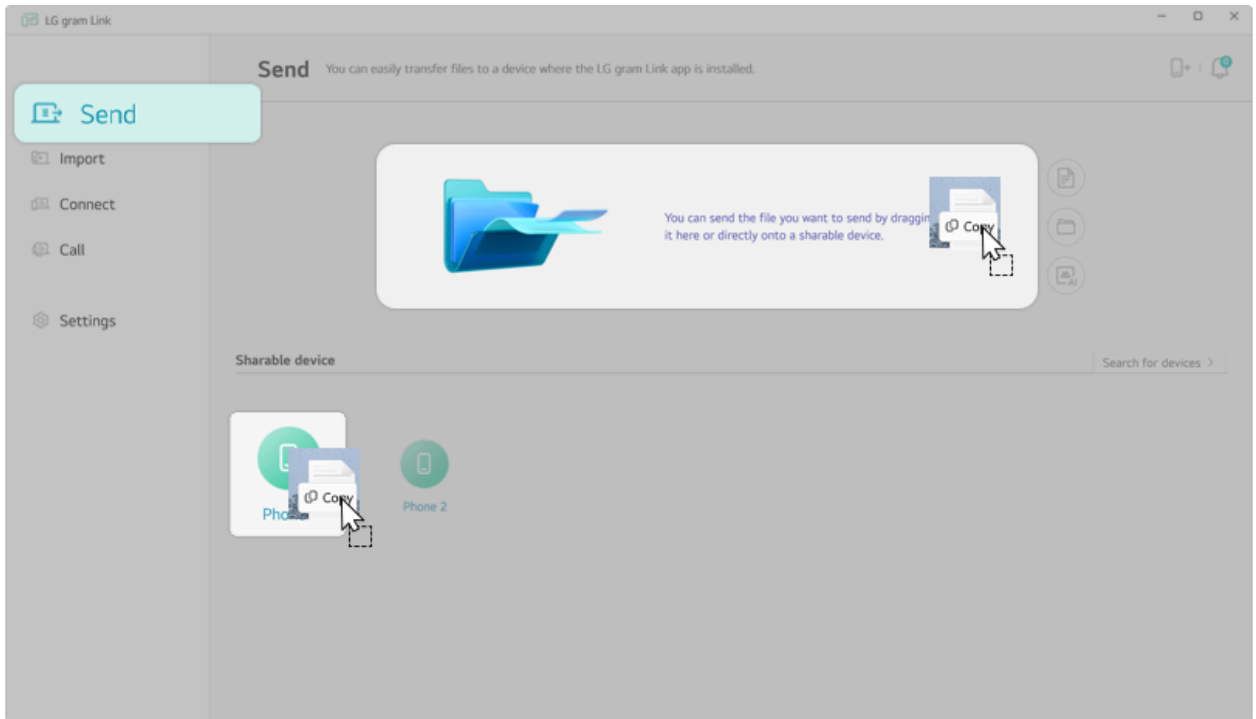 LG gram Link
Send You can easily transfer files to a device where the LG gram Link app is installed.
0
Send
Import
Connect
Call
Settings
You can send the file you want to send by
it here or directly onto a sharable device.
Copy
AI
Sharable device
Search for devices >
Copy
Phone 2